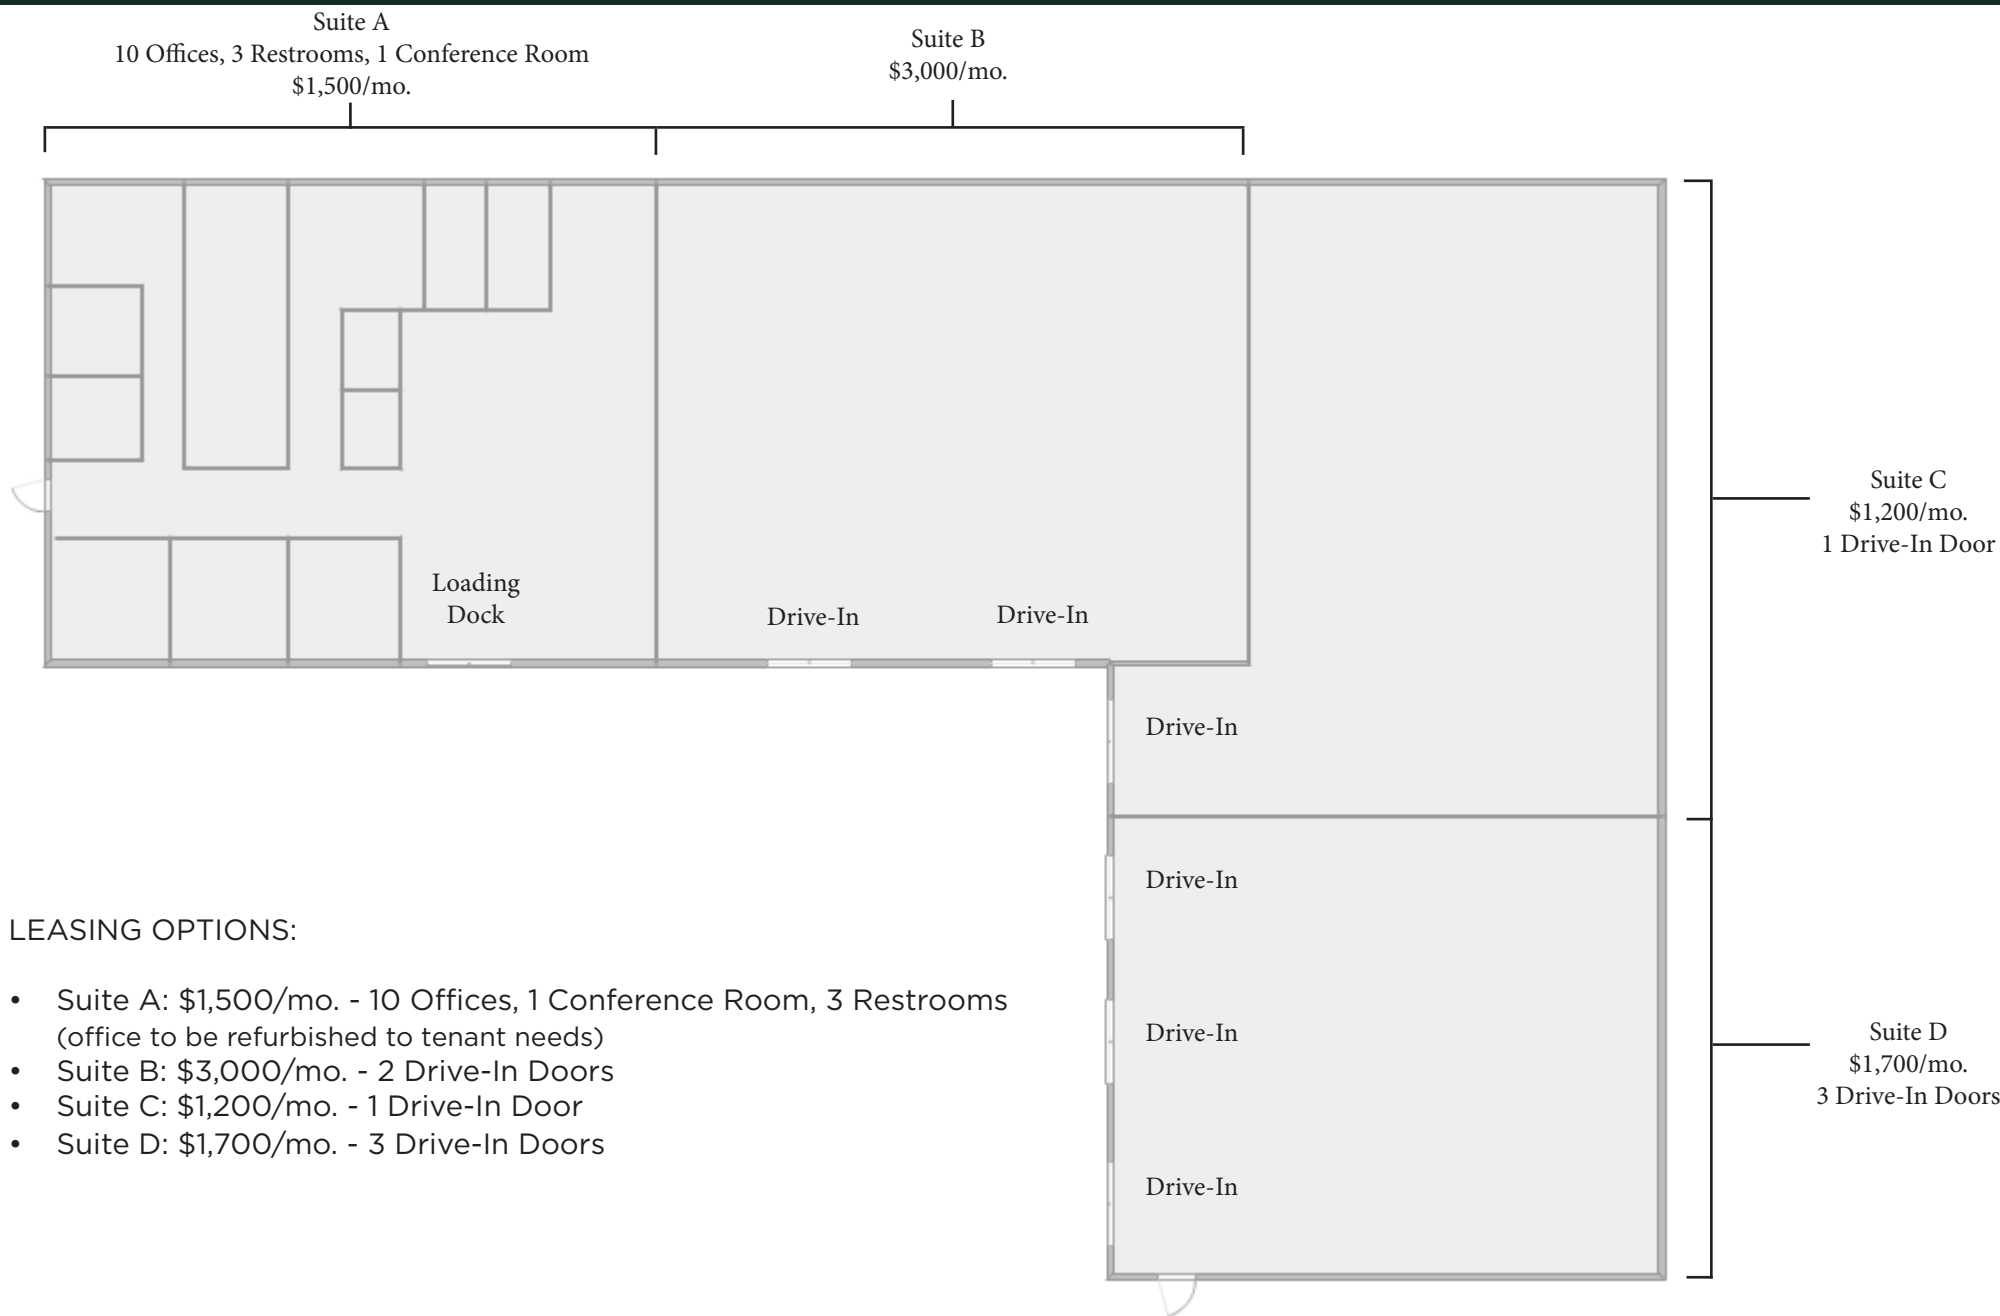 Suite A
10 Offices, 3 Restrooms, 1 Conference Room
$1,500/mo.
Suite B
$3,000/mo.
Suite C
$1,200/mo.
1 Drive-In Door
Loading
Dock
Drive-In
Drive-In
Drive-In
Drive-In
Drive-In
Drive-In
Suite D
$1,700/mo.
3 Drive-In Doors
LEASING OPTIONS:
• Suite A: $1,500/mo. - 10 Offices, 1 Conference Room, 3 Restrooms
(office to be refurbished to tenant needs)
• Suite B: $3,000/mo. - 2 Drive-In Doors
• Suite C: $1,200/mo. - 1 Drive-In Door
• Suite D: $1,700/mo. - 3 Drive-In Doors